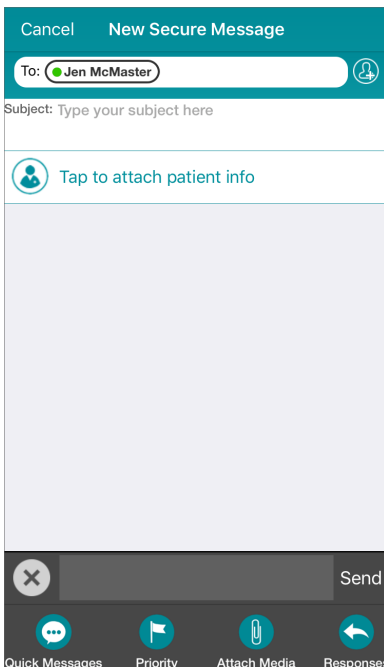 Cancel New Secure Message
To: Jen McMaster
Subject: Type your subject here
Tap to attach patient info
Send
Quick Messages Priority Attach Media Responses